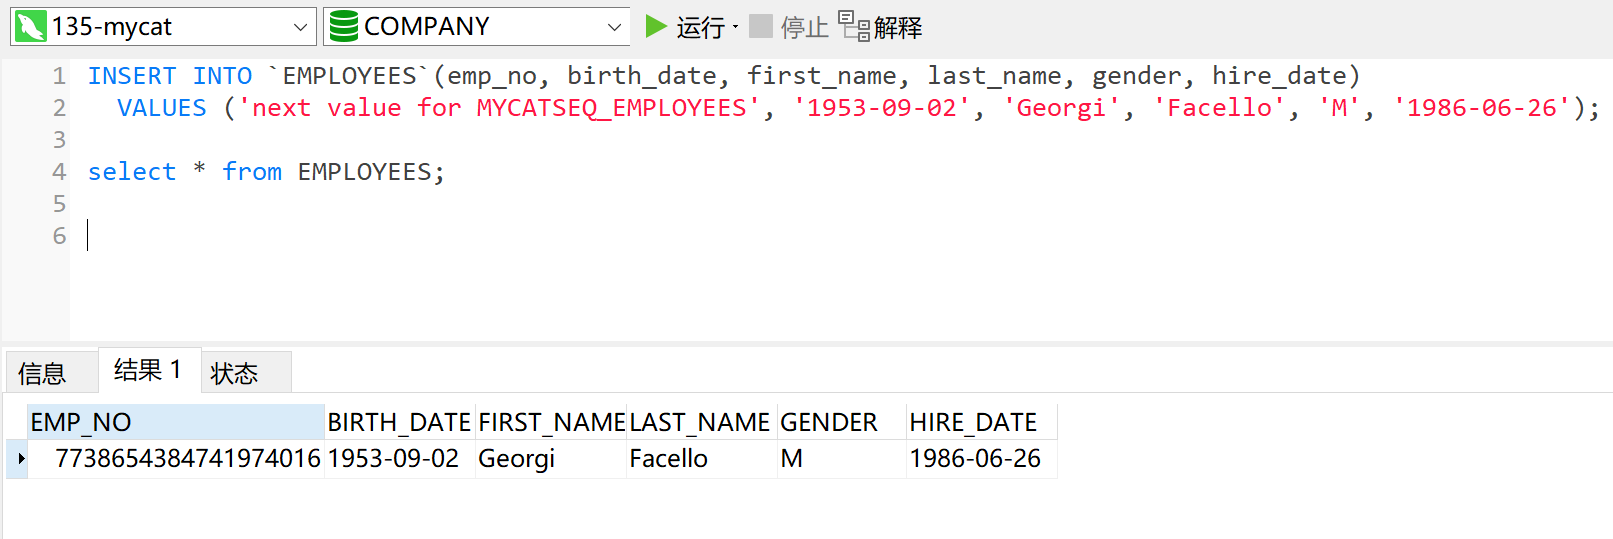 135-mycat COMPANY 运行 停止 解释
1 INSERT INTO `EMPLOYEES`(emp_no, birth_date, first_name, last_name, gender, hire_date)
2 VALUES ('next value for MYCATSEQ_EMPLOYEES', '1953-09-02', 'Georgi', 'Facello', 'M', '1986-06-26');
3
4 select * from EMPLOYEES;
5
6
信息 结果 1 状态
EMP_NO BIRTH_DATE FIRST_NAME LAST_NAME GENDER HIRE_DATE
7738654384741974016 1953-09-02 Georgi Facello M 1986-06-26